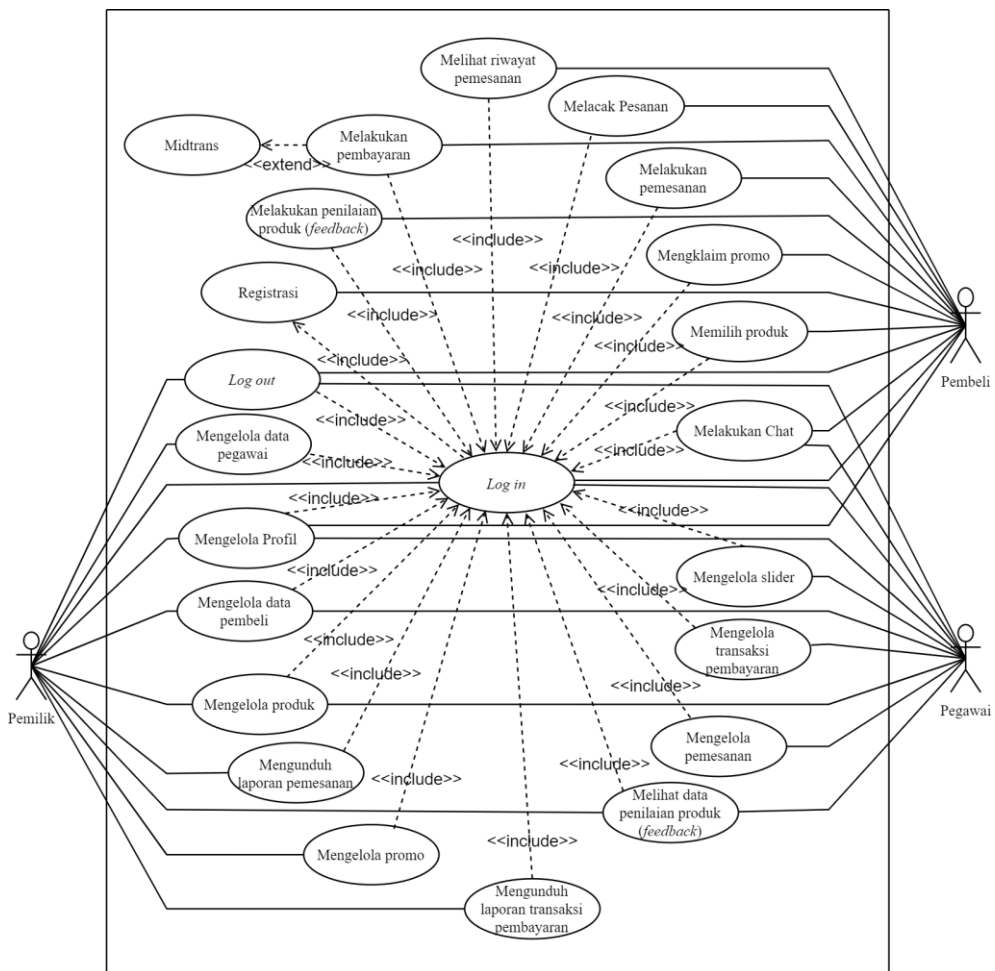 Melihat riwayat
pemesanan
Melacak Pesanan
Midtrans
<<extend>>
Melakukan
pembayaran
Melakukan
pemesanan
Melakukan penilaian
produk (feedback)
<<include>>
<<include>>
<<include>>
Mengklaim promo
Registrasi
<<include>>
<<include>>
<<include>>
Memilih produk
Pembeli
Log out
<<include>>
<<include>>
<<include>>
<<include>>
Melakukan Chat
Mengelola data
pegawai
<<include>>
<<include>>
Log in
<<include>>
<<include>>
Mengelola Profil
<<include>>
Mengelola slider
Mengelola data
pembeli
<<include>>
<<include>>
Mengelola
transaksi
pembayaran
Pemilik
Mengelola produk
<<include>>
<<include>>
Pegawai
Mengunduh
laporan pemesanan
<<include>>
<<include>>
Mengelola
pemesanan
Melihat data
penilaian produk
(feedback)
Mengelola promo
<<include>>
Mengunduh
laporan transaksi
pembayaran